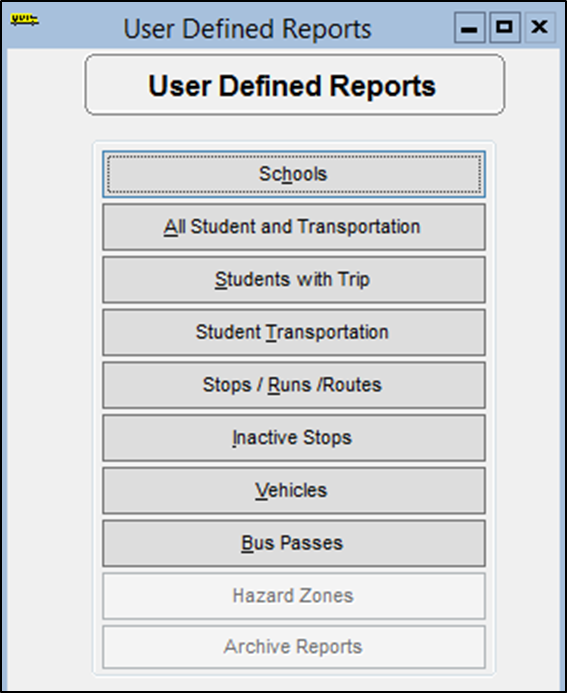 User Defined Reports
User Defined Reports
Schools
All Student and Transportation
Students with Trip
Student Transportation
Stops / Runs /Routes
Inactive Stops
Vehicles
Bus Passes
Hazard Zones
Archive Reports